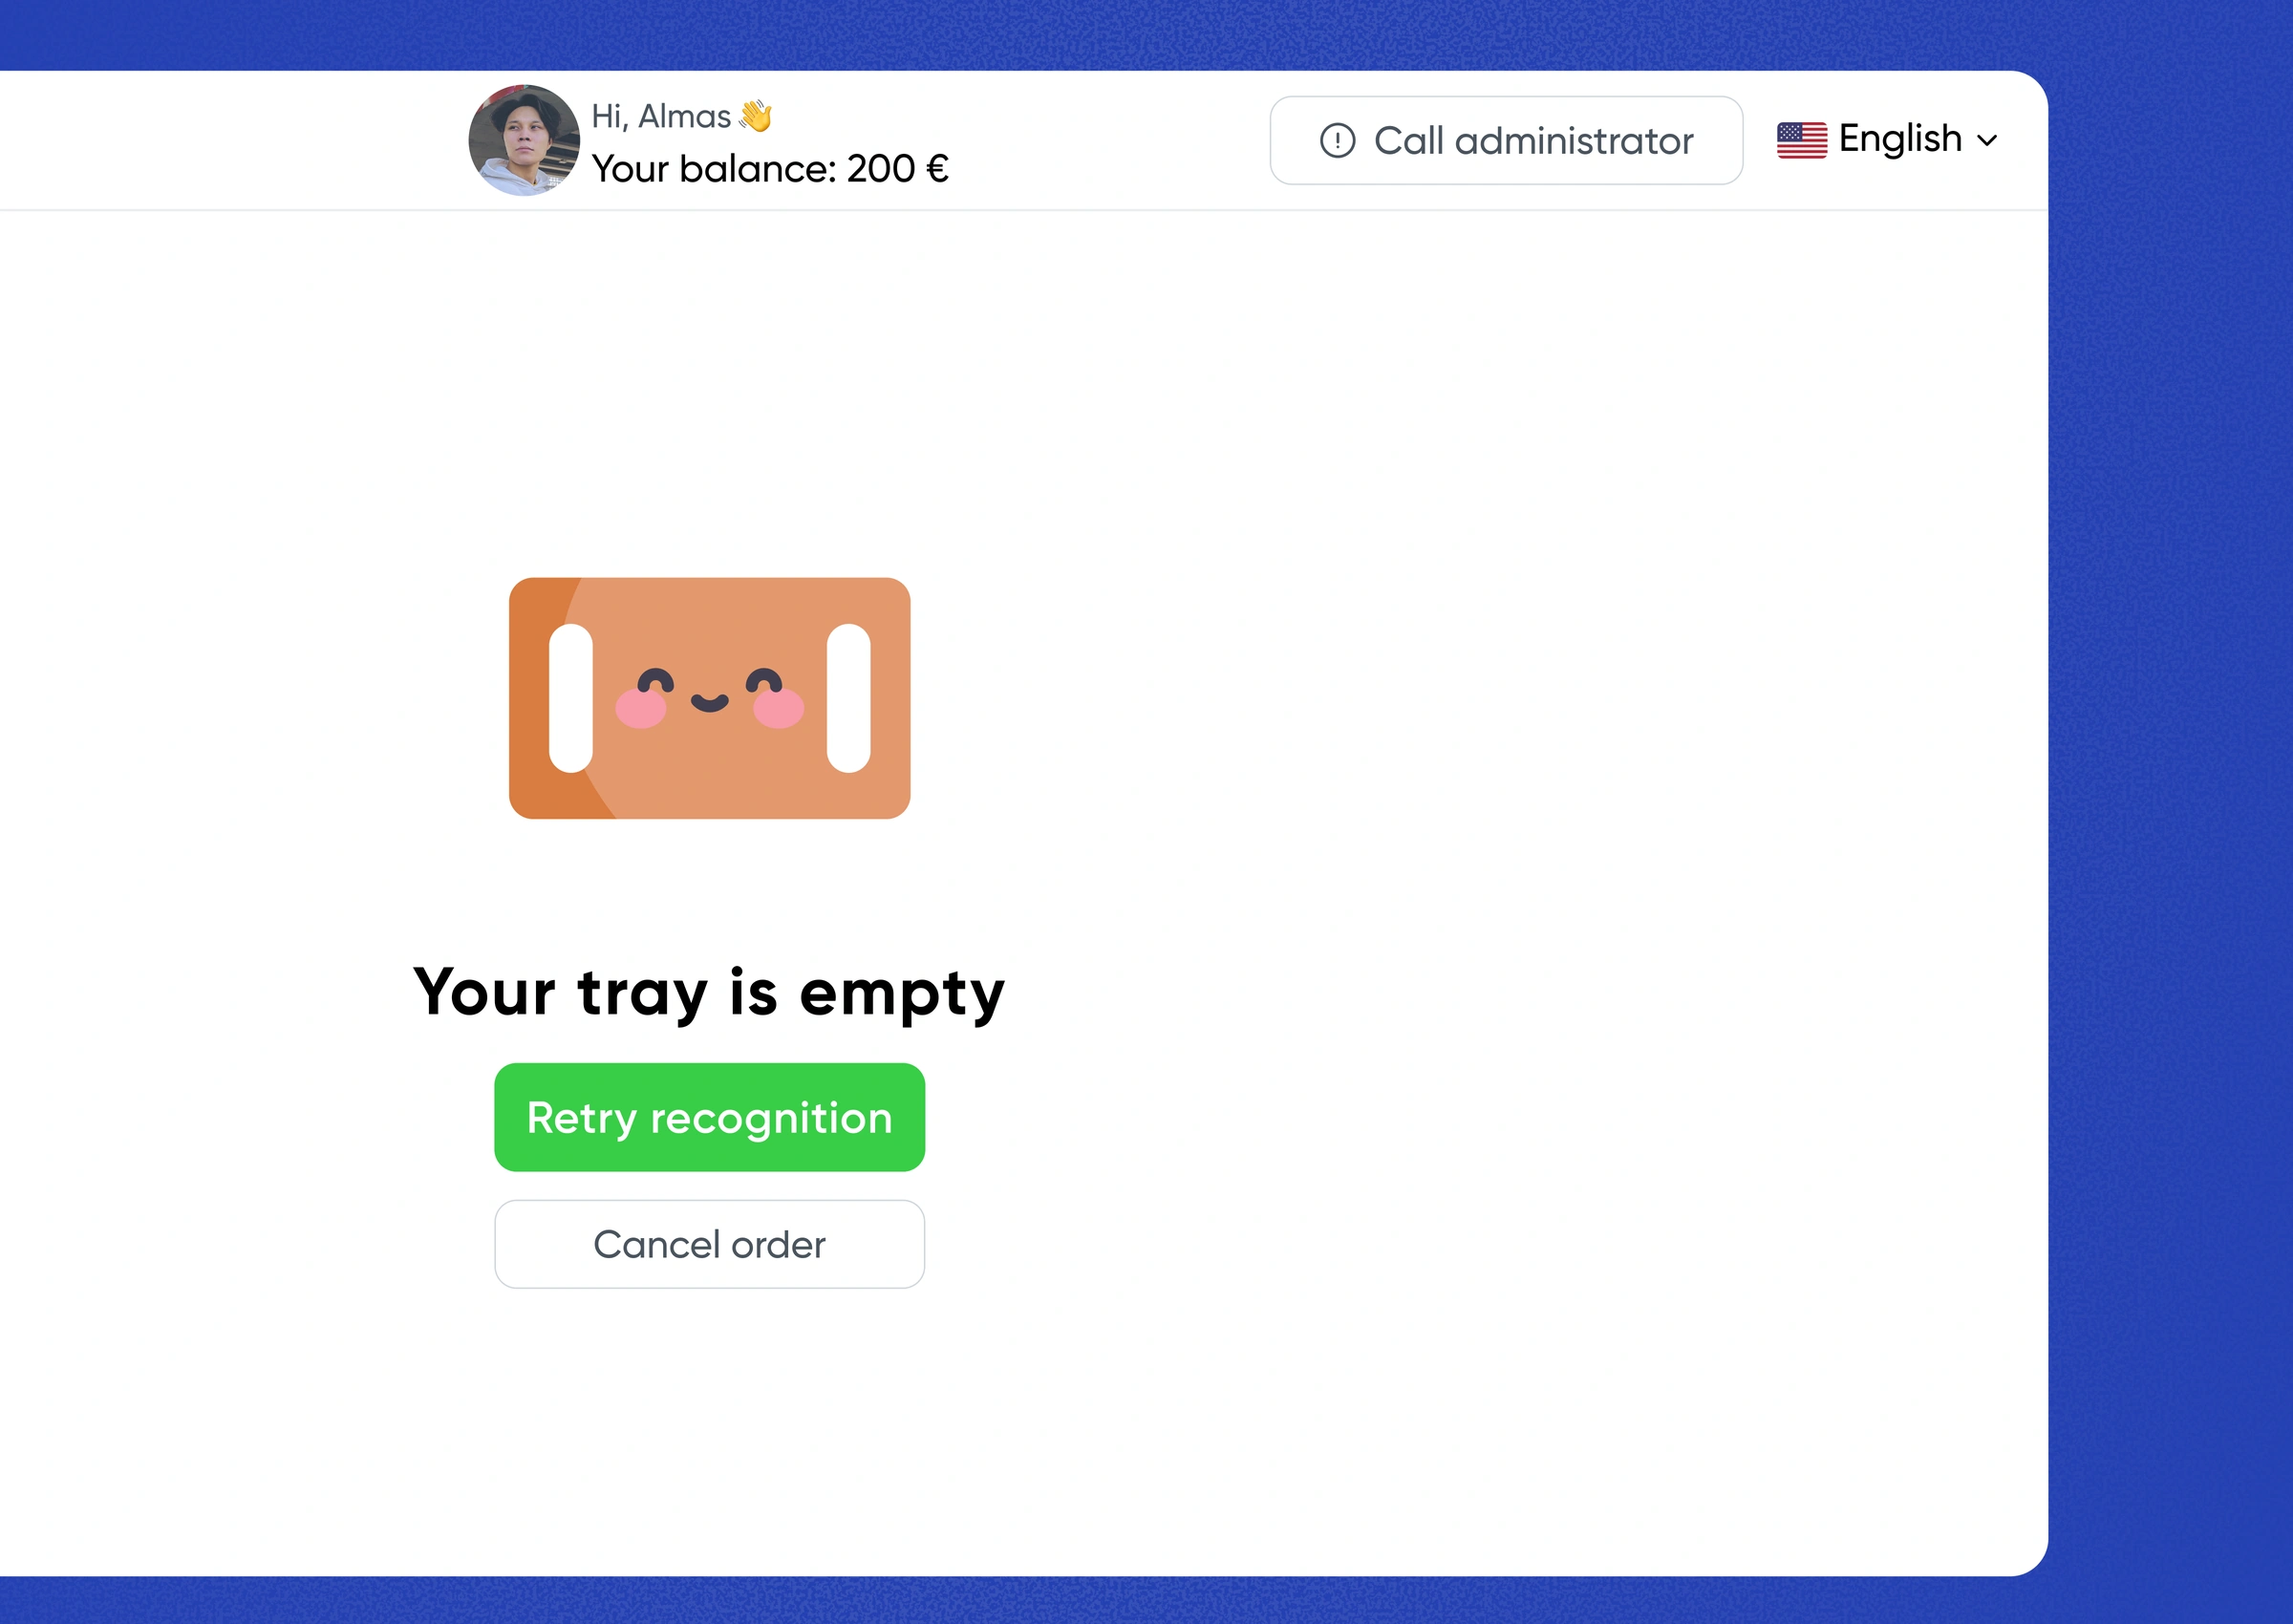 Hi, Almas 👋
Your balance: 200 €
Call administrator
English
Your tray is empty
Retry recognition
Cancel order